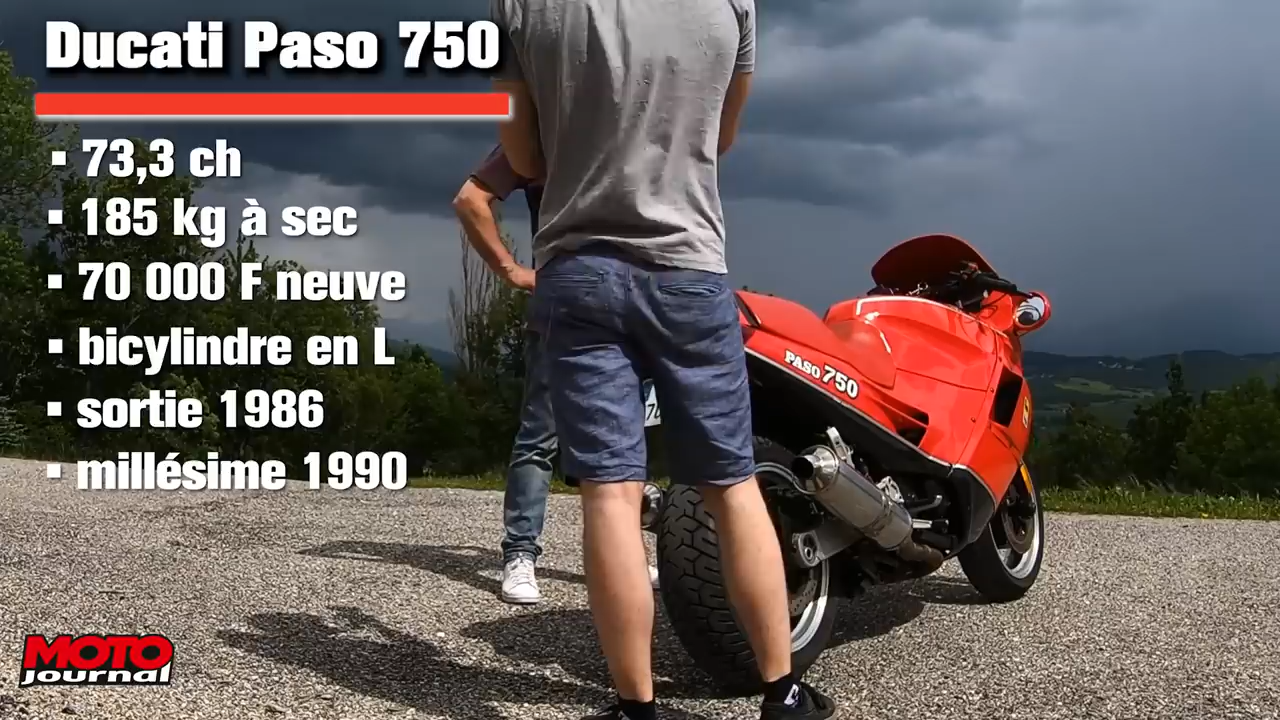 Ducati Paso 750
▪ 73,3 ch
▪ 185 kg à sec
▪ 70 000 F neuve
▪ bicylindre en L
▪ sortie 1986
▪ millésime 1990
PASO 750
MOTO
journal